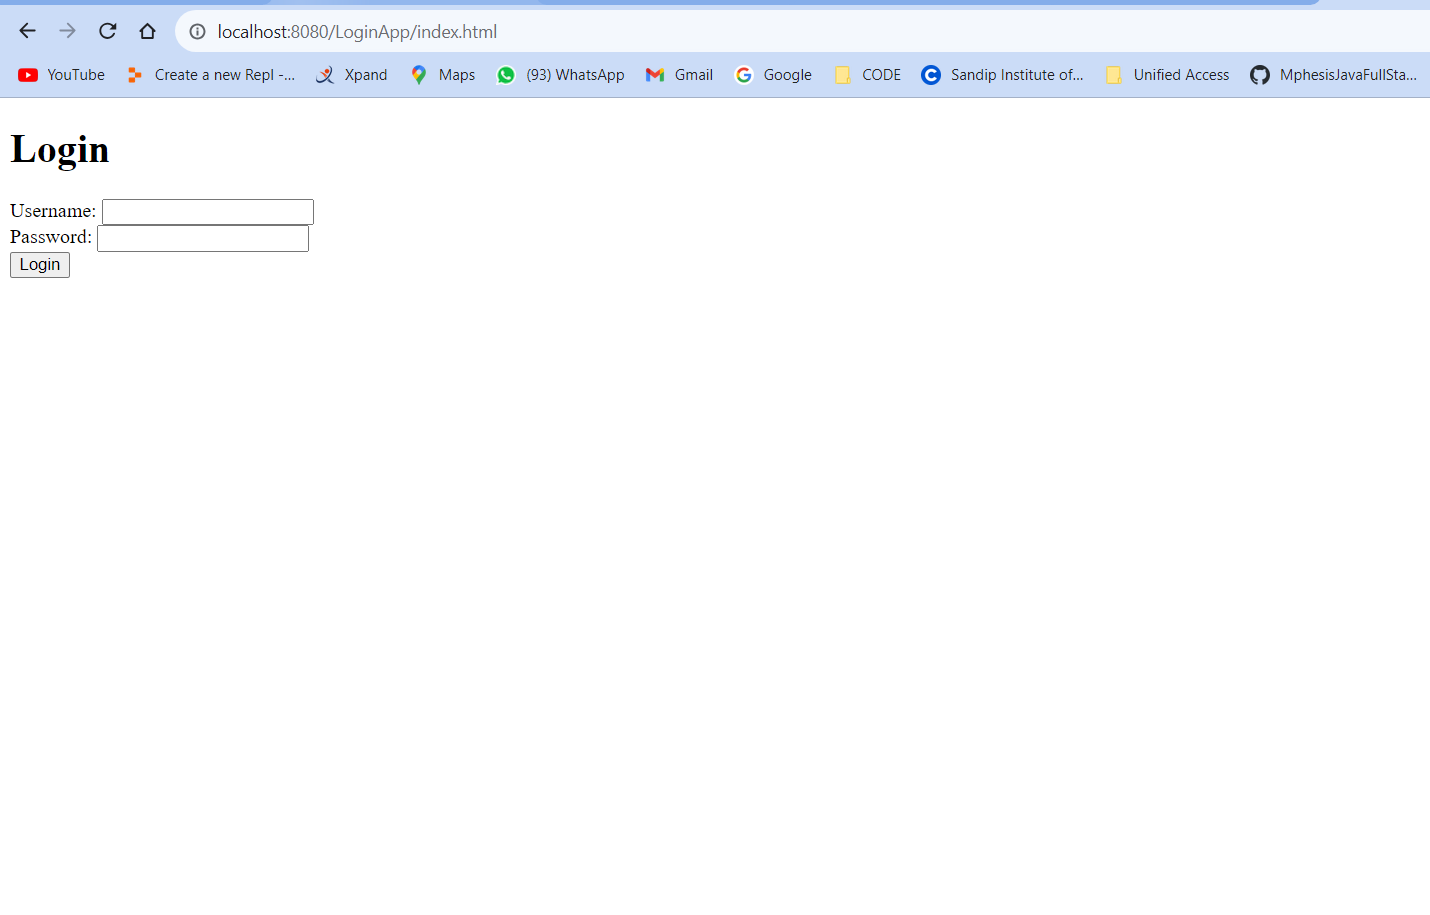 localhost:8080/LoginApp/index.html
YouTube Create a new Repl -... Xpand Maps (93) WhatsApp Gmail Google CODE Sandip Institute of... Unified Access MphesisJavaFullSta...
Login
Username:
Password:
Login